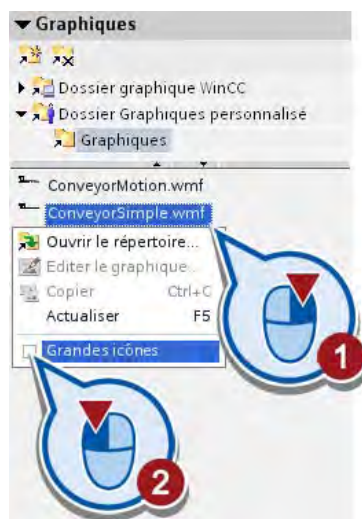 Graphiques
Dossier graphique WinCC
Dossier Graphiques personnalisé
Graphiques
ConveyorMotion.wmf
ConveyorSimple.wmf
Ouvrir le répertoire...
Editer le graphique...
Copier Ctrl+C
Actualiser F5
1
Grandes icônes
2